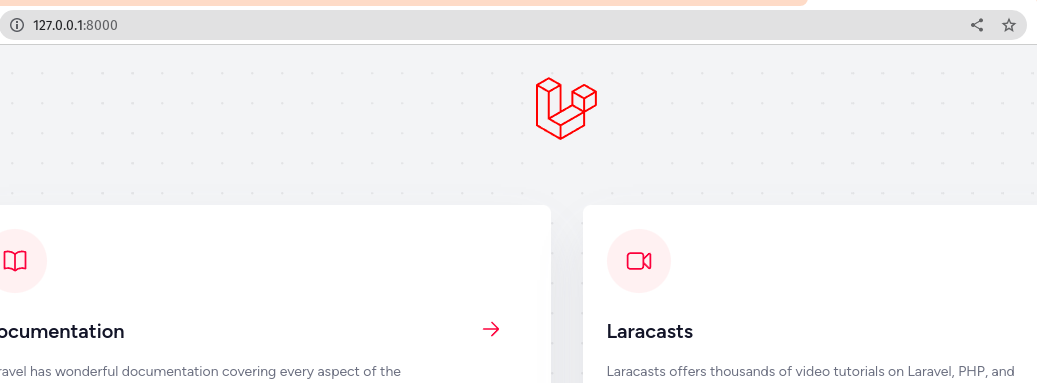 127.0.0.1:8000
ocumentation
Laracasts
ravel has wonderful documentation covering every aspect of the
Laracasts offers thousands of video tutorials on Laravel, PHP, and